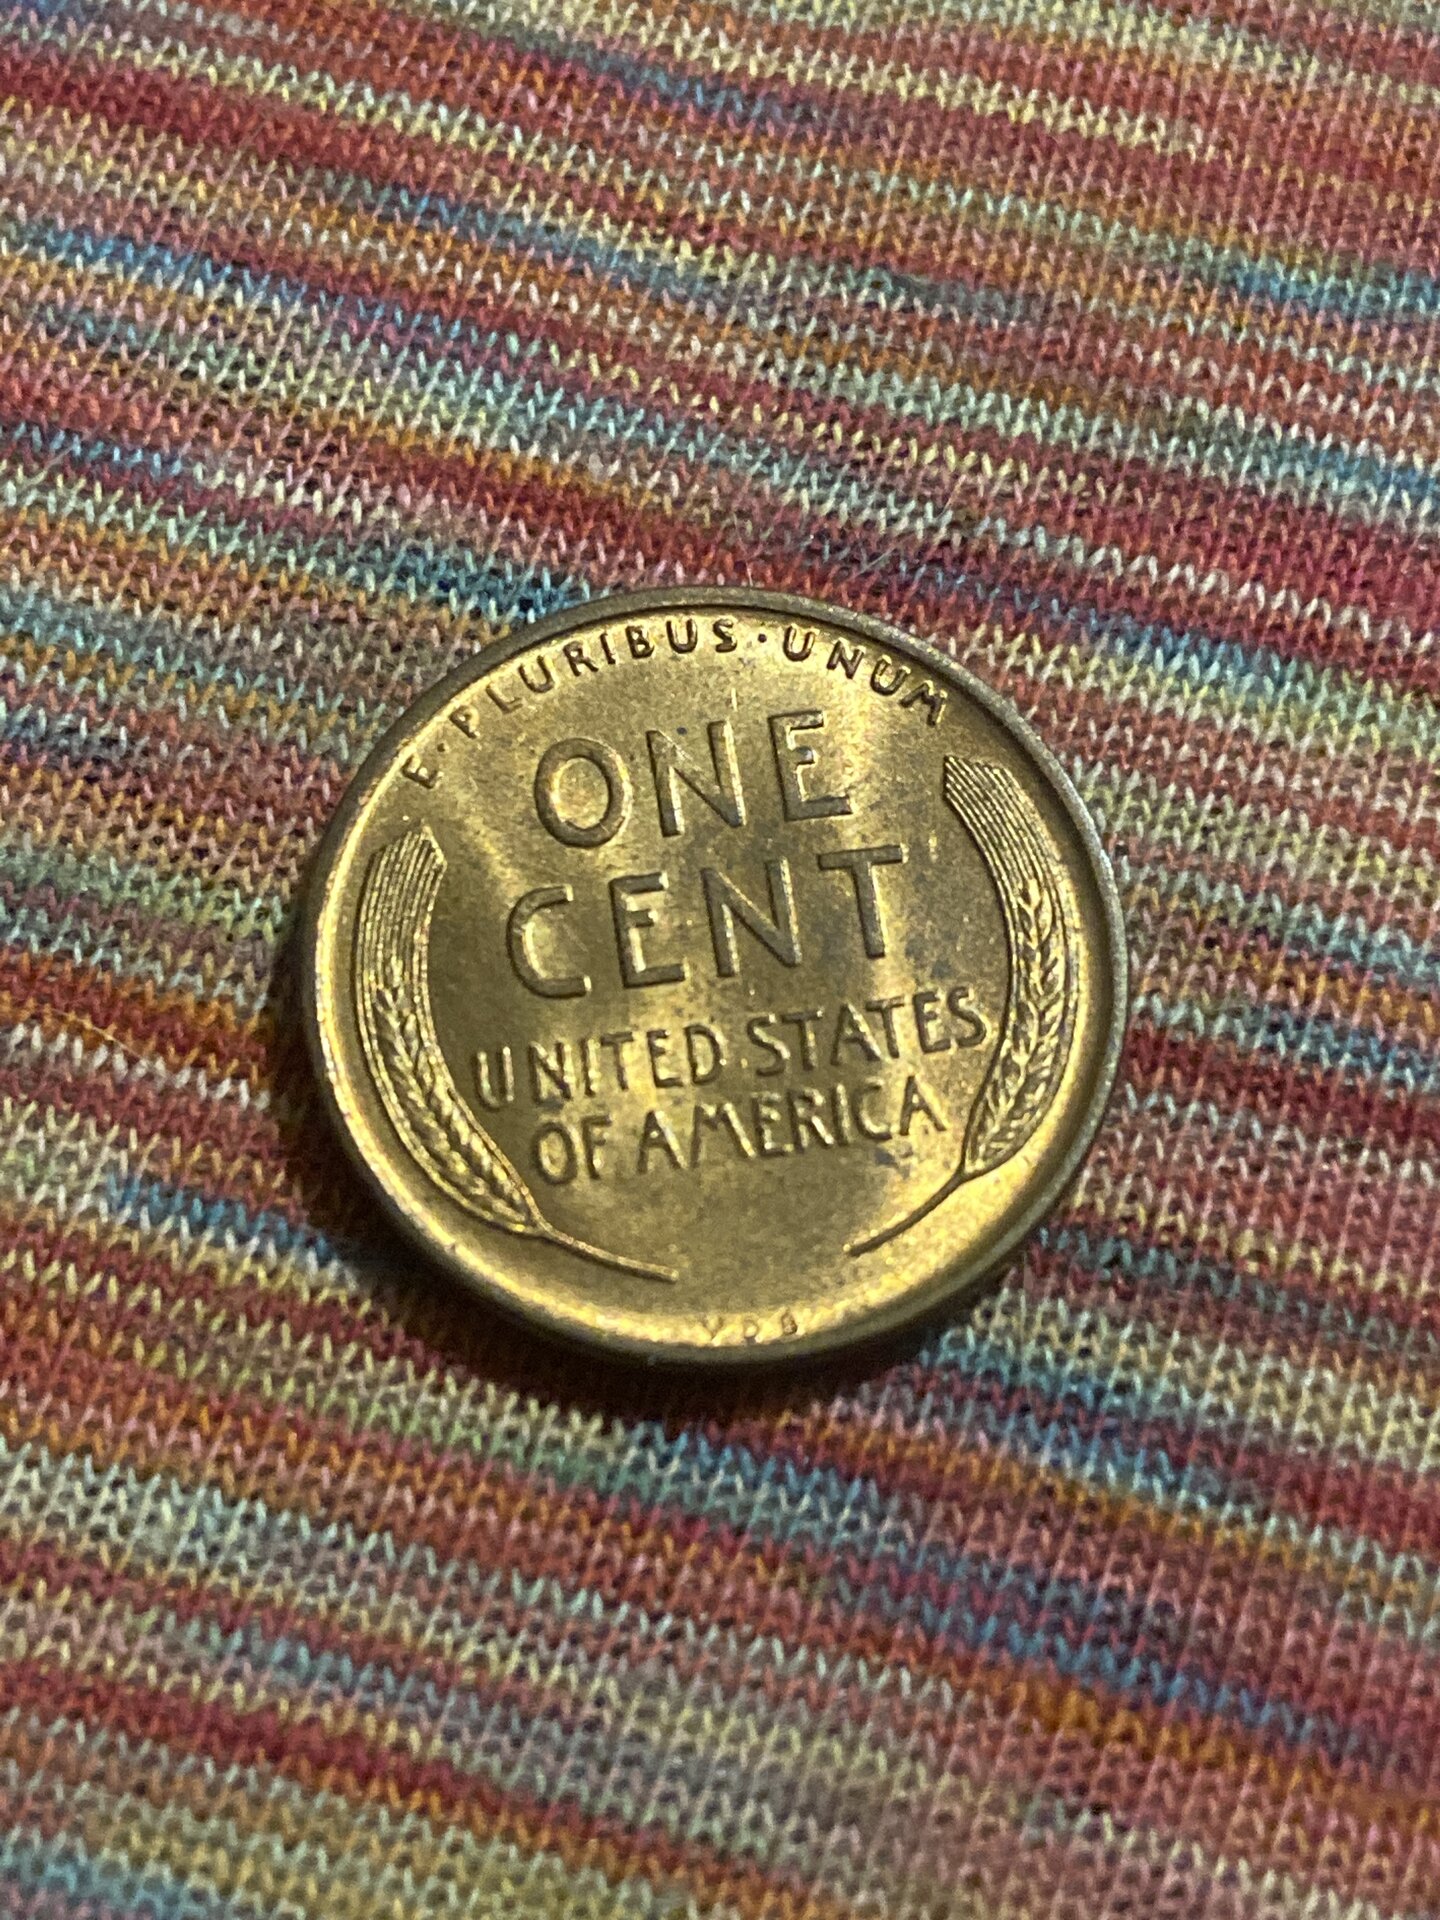 E·PLURIBUS·UNUM
ONE
CENT
UNITED STATES
OF AMERICA
V D B